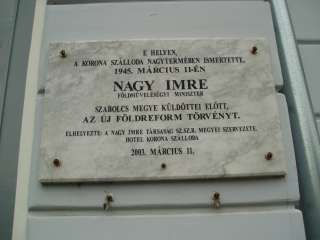 E HELYEN,
A KORONA SZÁLLODA NAGYTERMÉBEN ISMERTETTE
1945. MÁRCIUS 11-ÉN
NAGY IMRE
FÖLDMŰVELÉSÜGYI MINISZTER
SZABOLCS MEGYE KÜLDÖTTEI ELŐTT,
AZ ÚJ FÖLDREFORM TÖRVÉNYT.
ELHELYEZTE: A NAGY IMRE TÁRSASÁG SZ.SZ.B. MEGYEI SZERVEZETE
HOTEL KORONA SZÁLLODA
2003. MÁRCIUS 11.